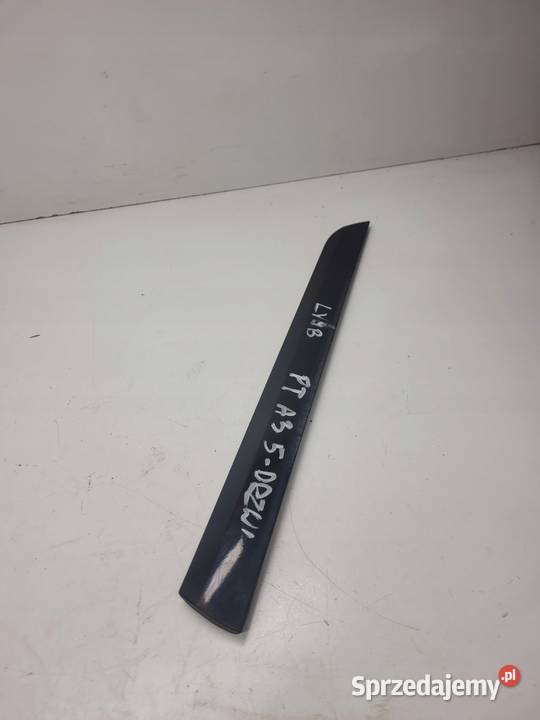 LY9B
PT A3 5-DRZWI
Sprzedajemy.pl